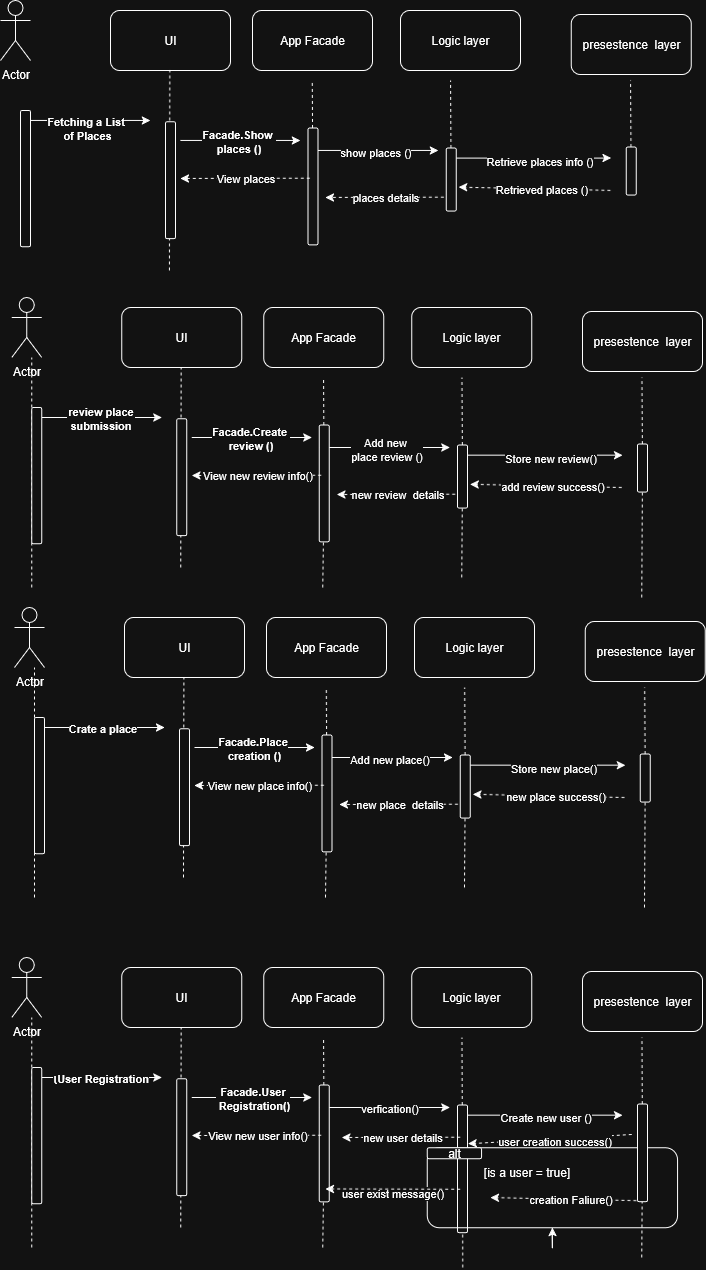 Actor
UI
App Facade
Logic layer
presestence layer
Fetching a List
of Places
Facade.Show
places ()
show places ()
Retrieve places info ()
View places
places details
Retrieved places ()
Actor
UI
App Facade
Logic layer
presestence layer
review place
submission
Facade.Create
review ()
Add new
place review ()
Store new review()
View new review info()
new review details
add review success()
Actor
UI
App Facade
Logic layer
presestence layer
Crate a place
Facade.Place
creation ()
Add new place()
Store new place()
View new place info()
new place details
new place success()
Actor
UI
App Facade
Logic layer
presestence layer
(User Registration
Facade.User
Registration()
verfication()
Create new user ()
View new user info()
new user details
user creation success()
alt
[is a user = true]
user exist message()
creation Faliure()